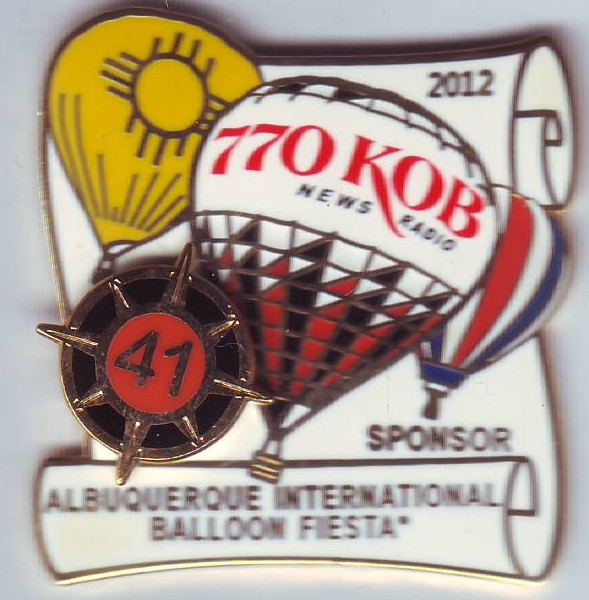 2012
770 KOB
NEWS RADIO
41
SPONSOR
ALBUQUERQUE INTERNATIONAL
BALLOON FIESTA®